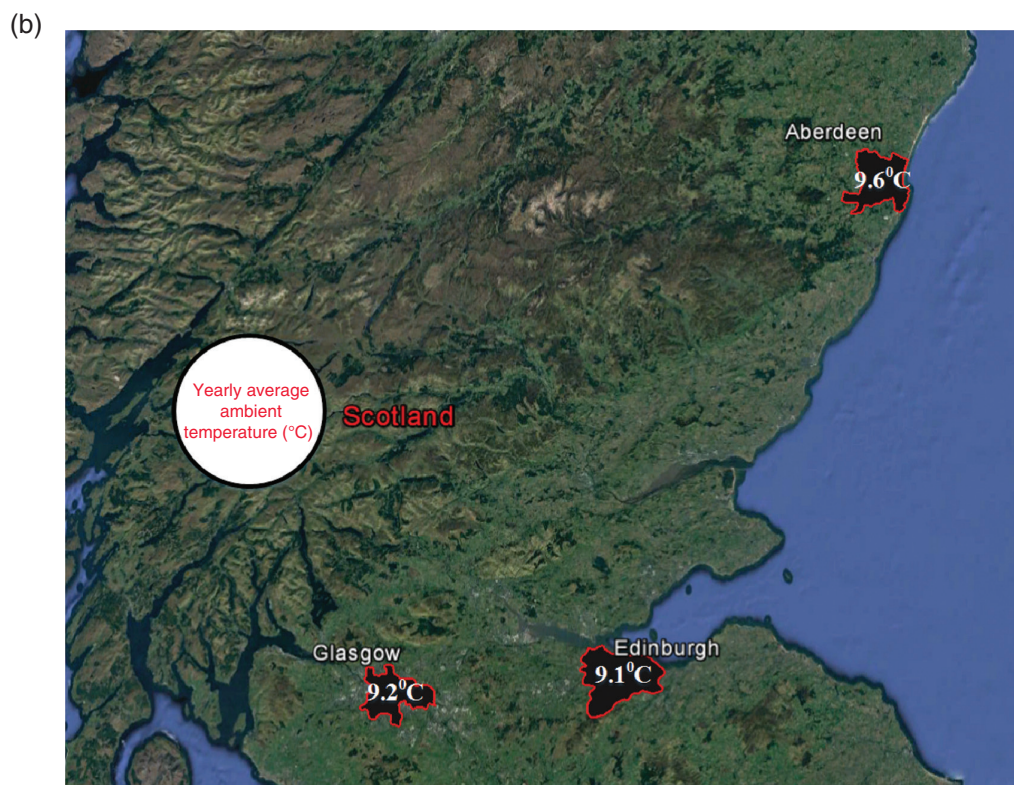 (b)
Aberdeen
9.6⁰C
Yearly average
ambient
temperature (°C)
Scotland
Glasgow
9.2⁰C
Edinburgh
9.1⁰C